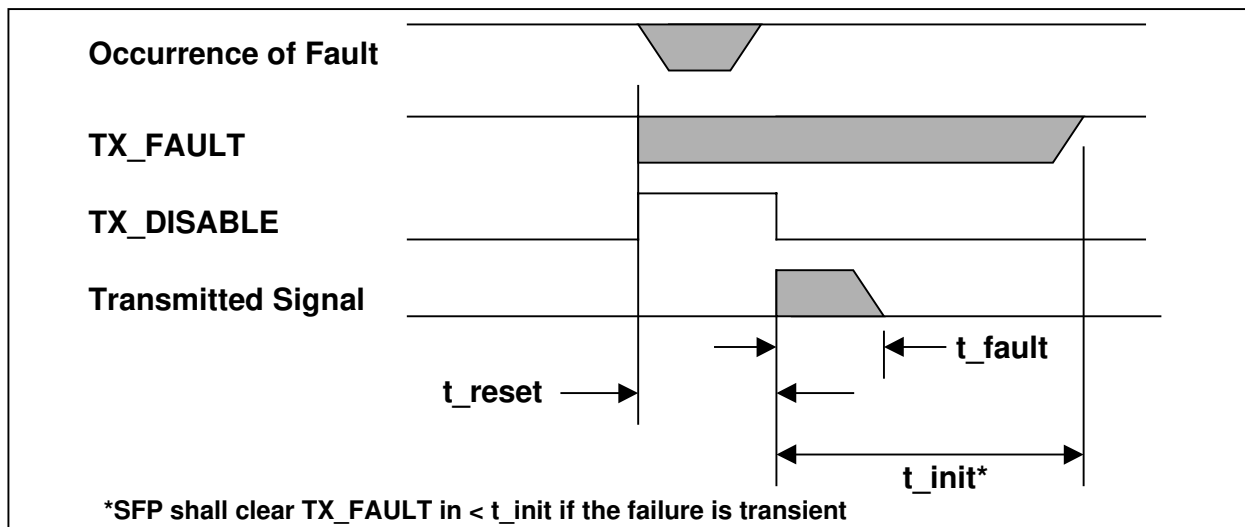 Occurrence of Fault
TX_FAULT
TX_DISABLE
Transmitted Signal
t_fault
t_reset
t_init*
*SFP shall clear TX_FAULT in < t_init if the failure is transient